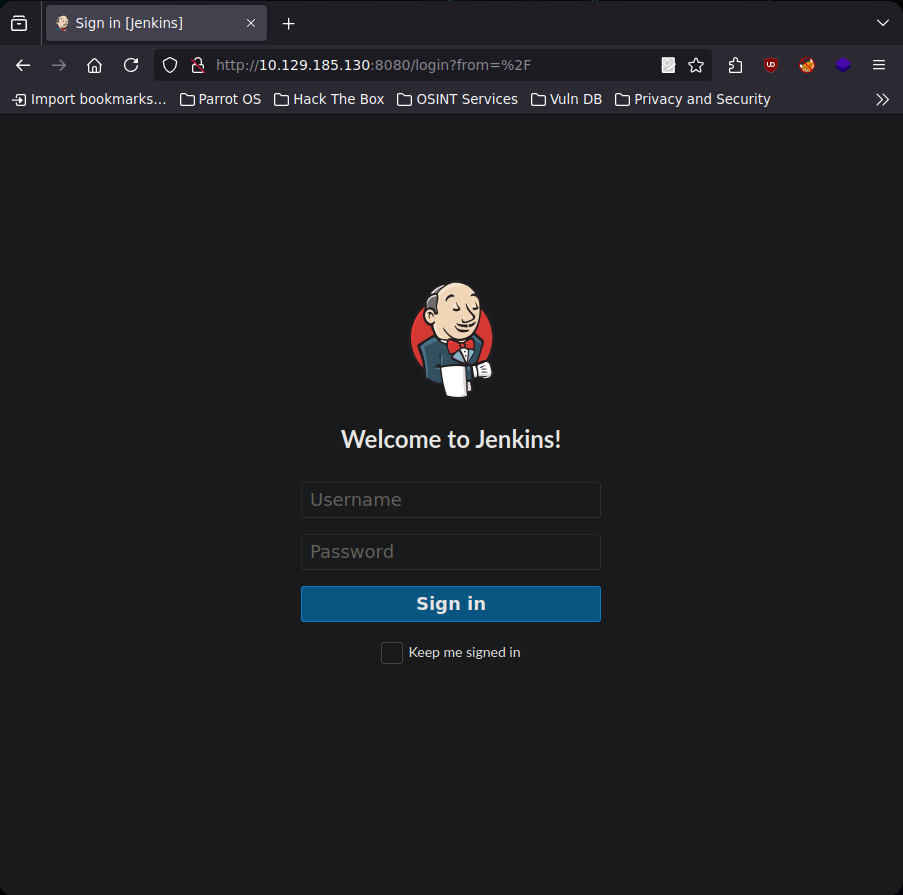 Sign in [Jenkins]
http://10.129.185.130:8080/login?from=%2F
Import bookmarks... Parrot OS Hack The Box OSINT Services Vuln DB Privacy and Security
Welcome to Jenkins!
Username
Password
Sign in
Keep me signed in